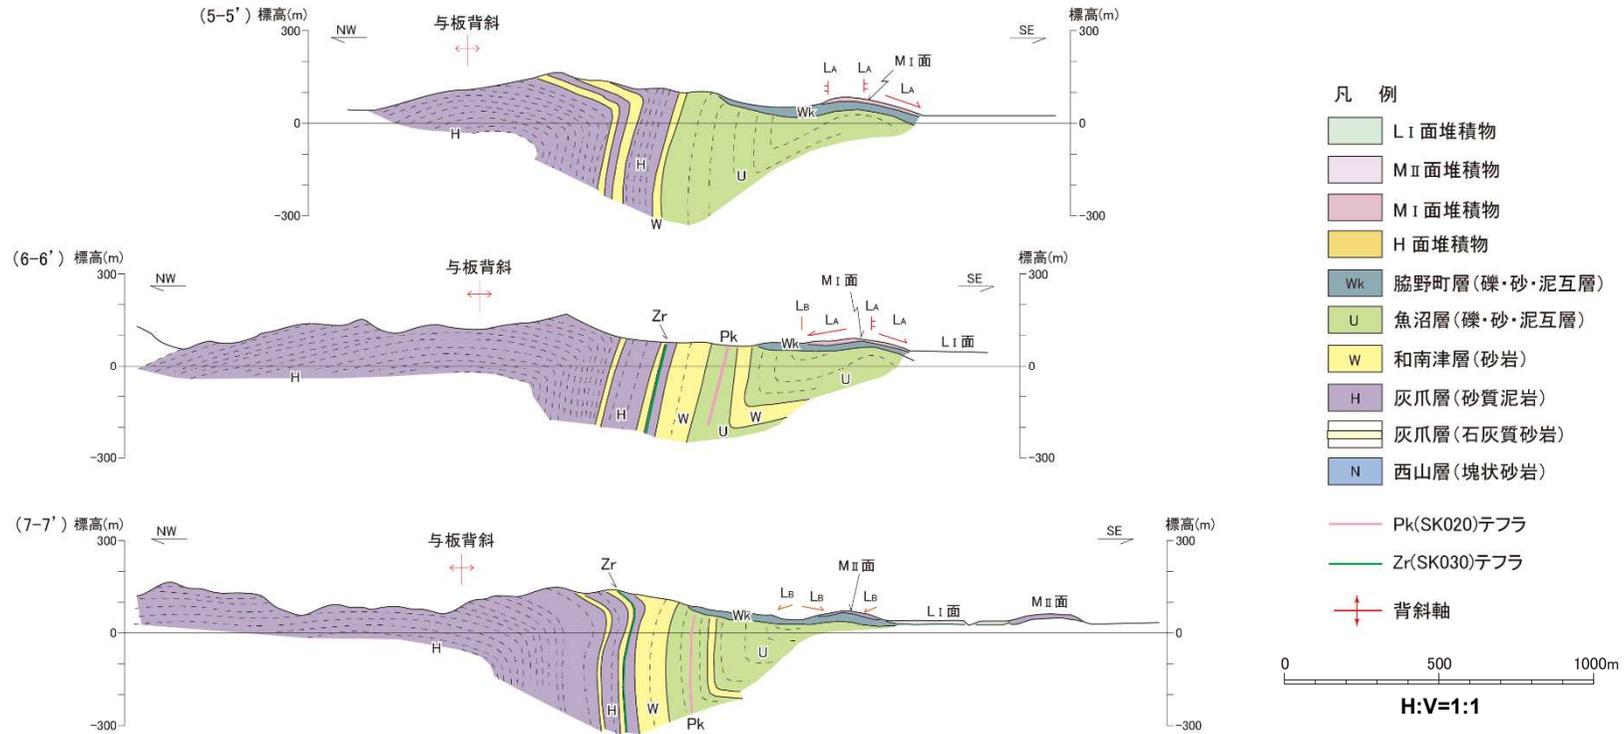 (5-5’)
標高(m)
与板背斜
標高(m)
300
NW
SE
300
LA
LA
MⅠ面
LA
Wk
0
0
H
H
U
-300
W
-300
(6-6’)
標高(m)
与板背斜
標高(m)
300
NW
SE
300
MⅠ面
Zr
LB
LA
LA
LA
Pk
Wk
LⅠ面
0
0
H
H
W
U
W
U
-300
-300
(7-7’)
標高(m)
与板背斜
標高(m)
300
NW
SE
300
Zr
MⅡ面
LB
LB
LB
LⅠ面
MⅡ面
Wk
0
0
H
U
H
W
-300
Pk
-300
凡 例
LⅠ面堆積物
MⅡ面堆積物
MⅠ面堆積物
H面堆積物
Wk 脇野町層(礫・砂・泥互層)
U 魚沼層(礫・砂・泥互層)
W 和南津層(砂岩)
H 灰爪層(砂質泥岩)
灰爪層(石灰質砂岩)
N 西山層(塊状砂岩)
Pk(SK020)テフラ
Zr(SK030)テフラ
背斜軸
0 500 1000m
H:V=1:1